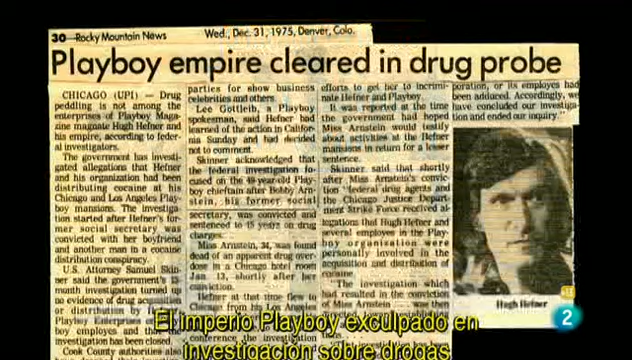 30 —Rocky Mountain News
Wed., Dec. 31, 1975, Denver, Colo.
Playboy empire cleared in drug probe
CHICAGO (UPI) — Drug
peddling is not among the
enterprises of Playboy Maga-
zine magnate Hugh Hefner and
his empire, according to feder-
al investigators.
The government has investi-
gated allegations that Hefner
and his organization had been
distributing cocaine at his
Chicago and Los Angeles Play-
boy mansions. The investiga-
tion started after Hefner's for-
mer social secretary was
convicted with her boyfriend
and another man in a cocaine
distribution conspiracy.
U.S. Attorney Samuel Skin-
ner said the government's
month investigation turned up
no evidence of drug acquisition
or distribution by
Playboy Enterprises
boy employes and that the
investigation has been closed.
Cook County authorities also
parties for show business
celebrities and others.
Lee Gottleib, a Playboy
spokesman, said Hefner had
learned of the action in Califor-
nia Sunday and had decided
not to comment.
Skinner acknowledged that
the federal investigation fo-
cused on the 49-year-old Play-
boy chieftain after Bobby Arn-
stein, his former social
secretary, was convicted and
sentenced to 15 years on drug
charges.
Miss Arnstein, 34, was found
dead of an apparent drug over-
dose in a Chicago hotel room
Jan. 13, shortly after her
conviction.
Hefner at that time flew to
Chicago from his Los Angeles
conference the investigation
efforts to get her to incrimi-
nate Hefner and Playboy.
It was reported at the time
the government had hoped
Miss Arnstein would testify
about activities at the Hefner
mansions in return for a lesser
sentence.
Skinner said that shortly
after Miss Arnstein's convic-
tion "federal drug agents and
the Chicago Justice Depart-
ment Strike Force received al-
legations that Hugh Hefner and
several employes in the Play-
boy organisation were
personally involved in the
acquisition and distribution of
cocaine.
The investigation which
had resulted in the conviction
of Miss Arnstein was then
poration, or its employes had
been adduced. Accordingly, we
have concluded our investiga-
tion and ended our inquiry."
Hugh Hefner
2
El imperio Playboy exculpado en
investigación sobre drogas